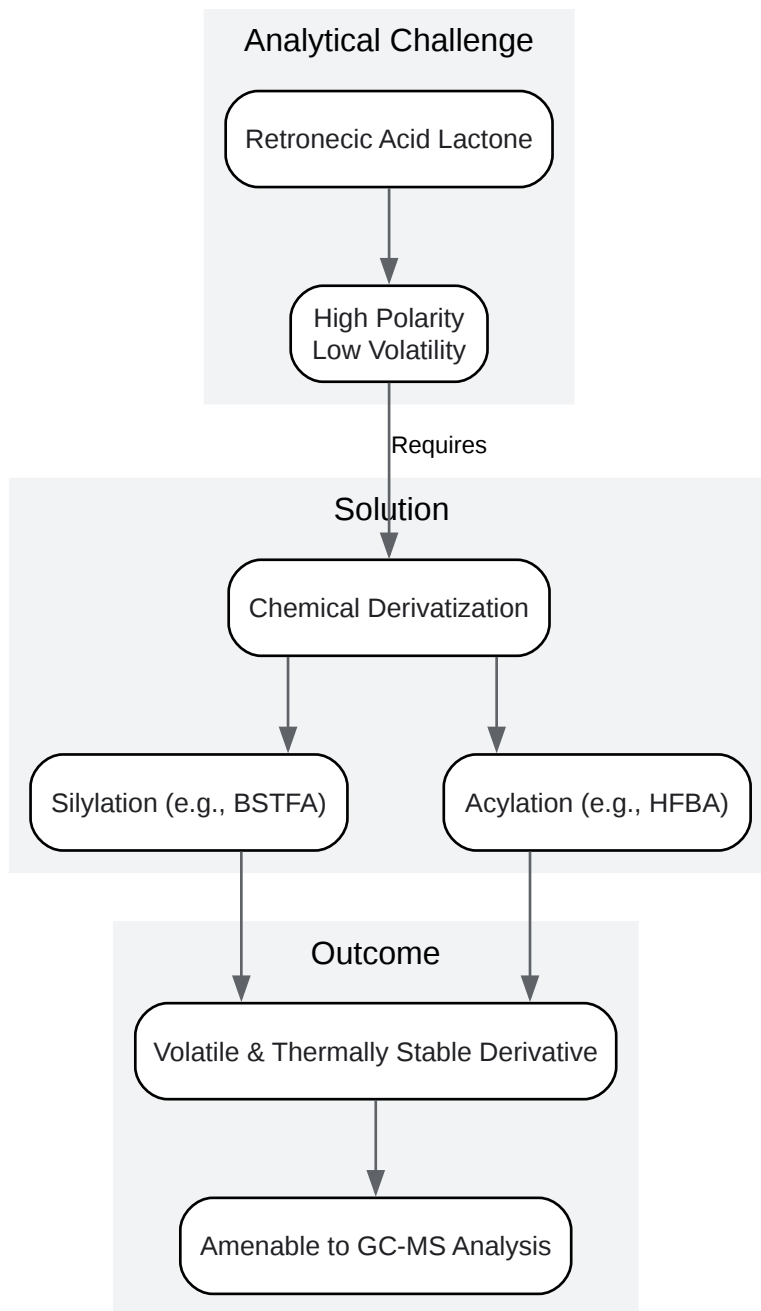 Analytical Challenge
Retronecic Acid Lactone
High Polarity
Low Volatility
Requires
Solution
Chemical Derivatization
Silylation (e.g., BSTFA)
Acylation (e.g., HFBA)
Outcome
Volatile & Thermally Stable Derivative
Amenable to GC-MS Analysis